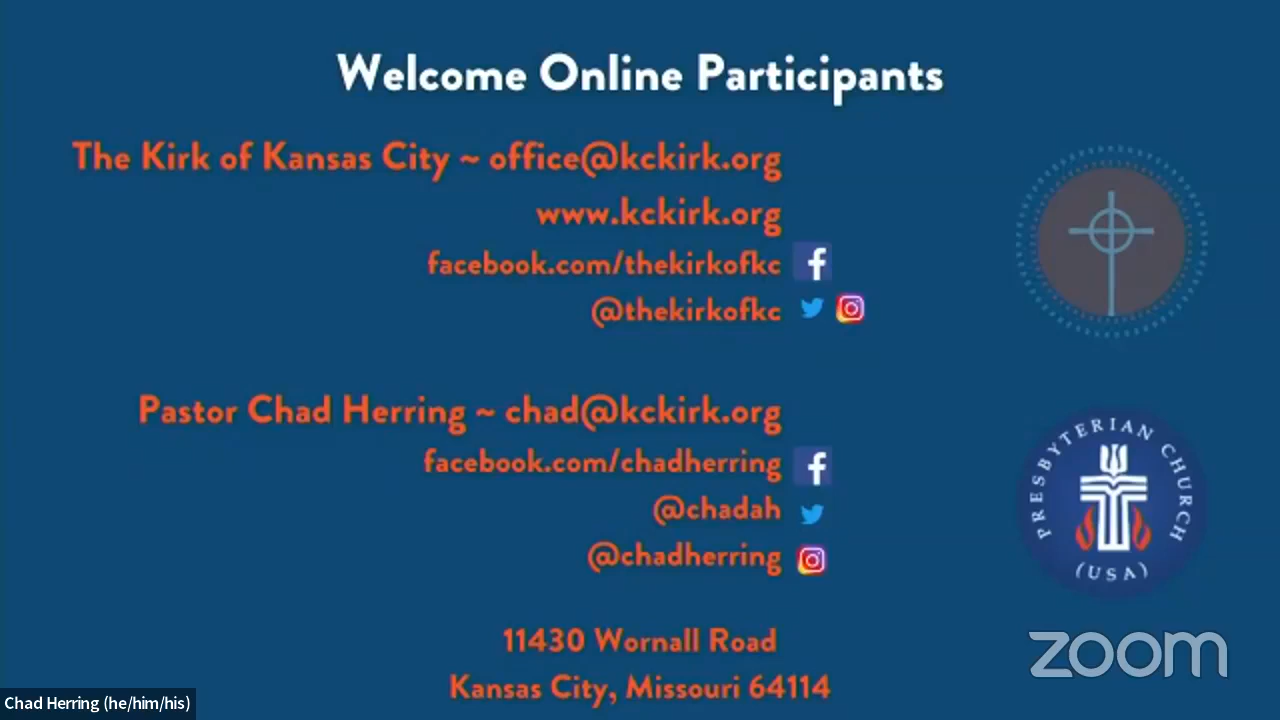 Welcome Online Participants
The Kirk of Kansas City ~ office@kckirk.org
www.kckirk.org
facebook.com/thekirkofkc
@thekirkofkc
Pastor Chad Herring ~ chad@kckirk.org
facebook.com/chadherring
@chadah
@chadherring
11430 Wornall Road
Kansas City, Missouri 64114
PRESBYTERIAN CHURCH
(USA)
zoom
Chad Herring (he/him/his)